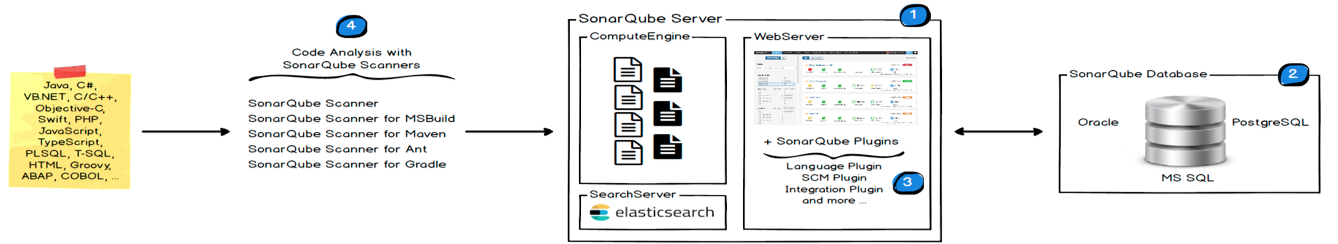 Java, C#,
VB.NET, C/C++,
Objective-C,
Swift, PHP,
JavaScript,
TypeScript,
PLSQL, T-SQL,
HTML, Groovy,
ABAP, COBOL, ...
4
Code Analysis with
SonarQube Scanners
SonarQube Scanner
SonarQube Scanner for MSBuild
SonarQube Scanner for Maven
SonarQube Scanner for Ant
SonarQube Scanner for Gradle
SonarQube Server
1
ComputeEngine
SearchServer
elasticsearch
WebServer
+ SonarQube Plugins
Language Plugin
SCM Plugin
Integration Plugin
and more ...
3
SonarQube Database
2
Oracle
PostgreSQL
MS SQL